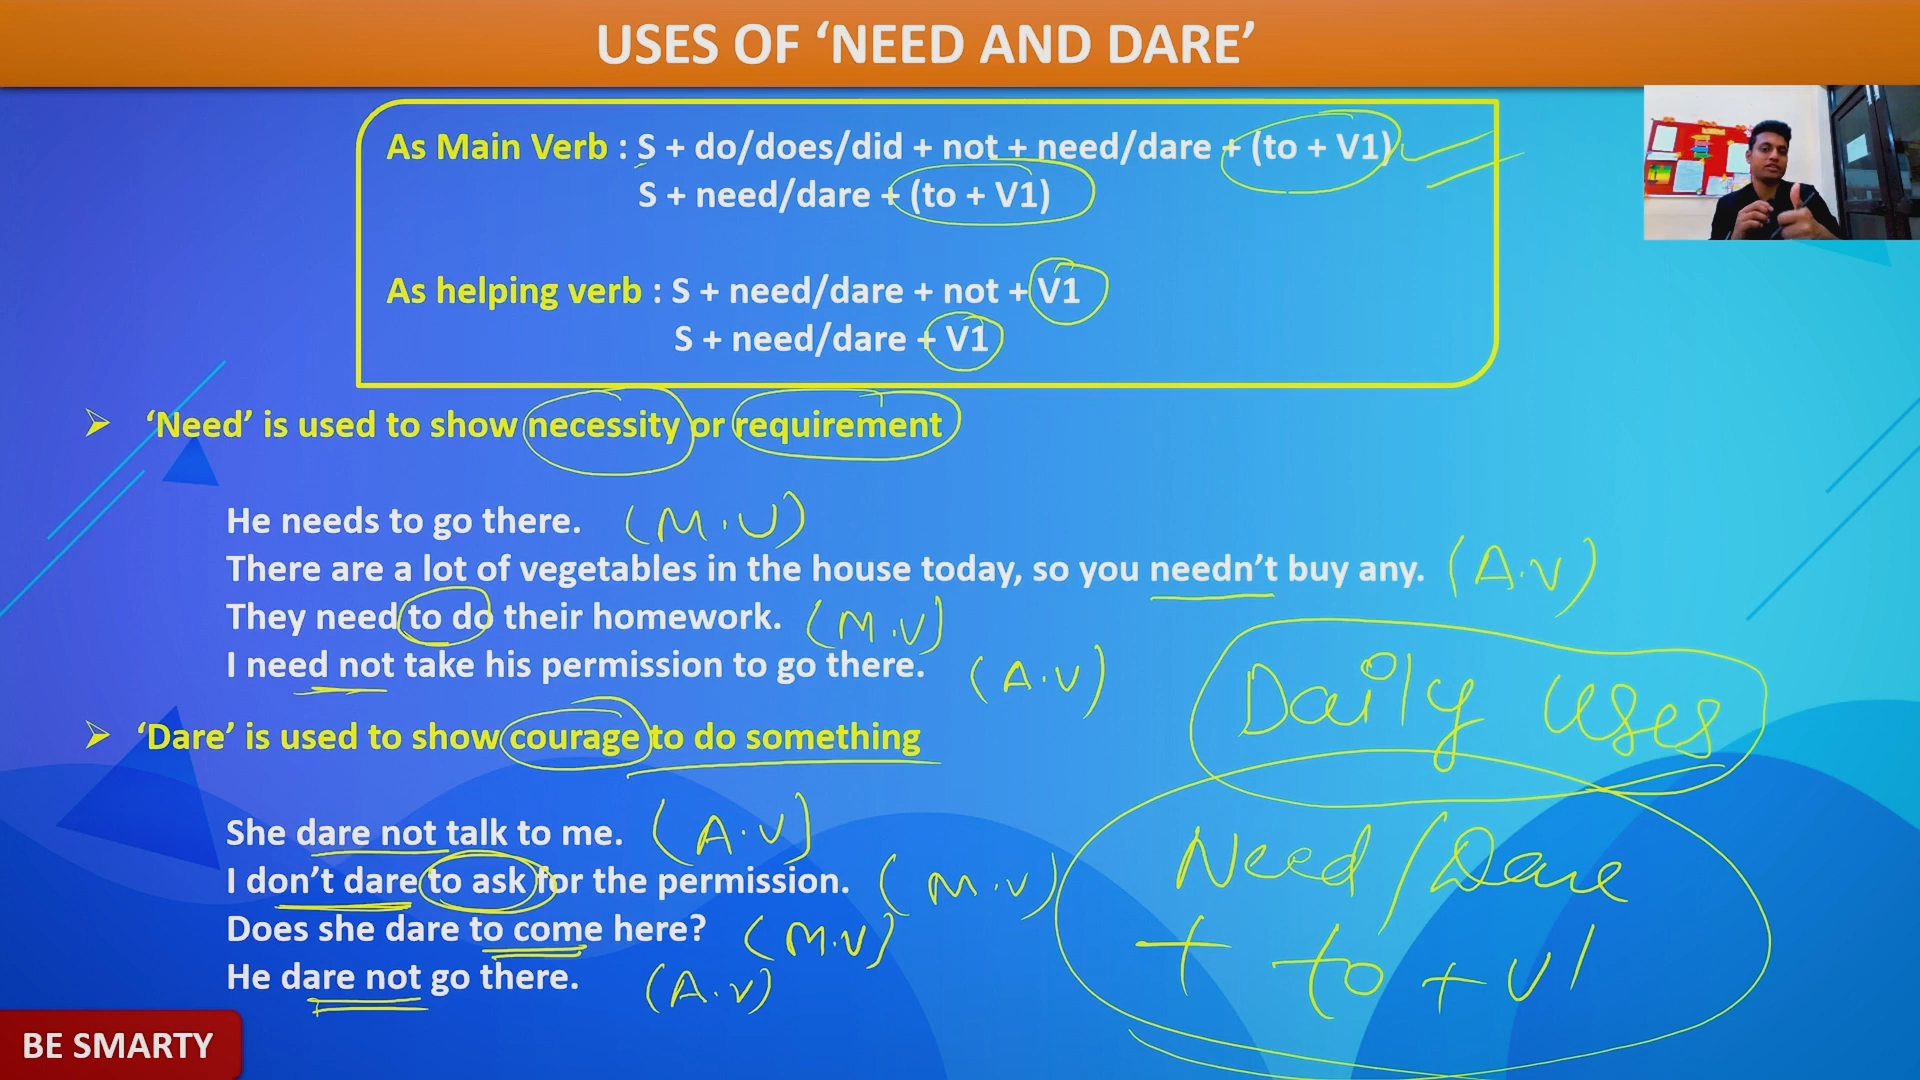 USES OF ‘NEED AND DARE’
As Main Verb : S + do/does/did + not + need/dare + (to + V1)
S + need/dare + (to + V1)
As helping verb : S + need/dare + not + V1
S + need/dare + V1
➢ ‘Need’ is used to show necessity or requirement
He needs to go there. (M.V)
There are a lot of vegetables in the house today, so you needn’t buy any. (A.V)
They need to do their homework. (M.V)
I need not take his permission to go there. (A.V)
Daily uses
➢ ‘Dare’ is used to show courage to do something
She dare not talk to me. (A.V)
I don’t dare to ask for the permission. (M.V)
Does she dare to come here? (M.V)
He dare not go there. (A.V)
Need/Dare
+ to + V1
BE SMARTY